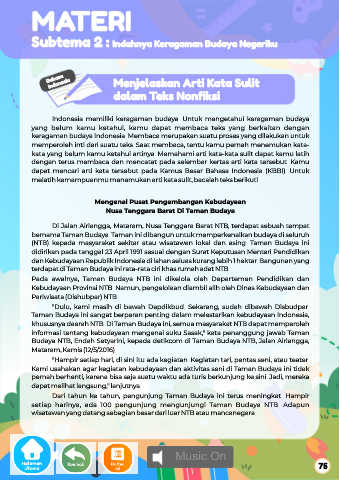 MATERI
Subtema 2 : Indahnya Keragaman Budaya Negeriku
Bahasa
Indonesia
Menjelaskan Arti Kata Sulit
dalam Teks Nonfiksi
Indonesia memiliki keragaman budaya. Untuk mengetahui keragaman budaya
yang belum kamu ketahui, kamu dapat membaca teks yang berkaitan dengan
keragaman budaya Indonesia. Membaca merupakan suatu proses yang dilakukan untuk
memperoleh inti dari suatu teks. Saat membaca, tentu kamu pernah menemukan kata-
kata yang belum kamu ketahui artinya. Memahami arti kata-kata sulit dapat kamu latih
dengan terus membaca dan mencatat pada selember kertas arti kata tersebut. Kamu
dapat mencari arti kata tersebut pada Kamus Besar Bahasa Indonesia (KBBI). Untuk
melatih kemampuanmu menemukan arti kata sulit, bacalah teks berikut!
Mengenal Pusat Pengembangan Kebudayaan
Nusa Tenggara Barat Di Taman Budaya
Di Jalan Airlangga, Mataram, Nusa Tenggara Barat NTB, terdapat sebuah tempat
bernama Taman Budaya. Taman ini dibangun untuk memperkenalkan budaya di seluruh
(NTB) kepada masyarakat sekitar atau wisatawan lokal dan asing. Taman Budaya ini
didirikan pada tanggal 23 April 1991 sesuai dengan Surat Keputusan Menteri Pendidikan
dan Kebudayaan Republik Indonesia di lahan seluas kurang lebih 1 hektar. Bangunan yang
terdapat di Taman Budaya ini rata-rata ciri khas rumah adat NTB.
Pada awalnya, Taman Budaya NTB ini dikelola oleh Departemen Pendidikan dan
Kebudayaan Provinsi NTB. Namun, pengelolaan diambil alih oleh Dinas Kebudayaan dan
Pariwisata (Disbudpar) NTB.
"Dulu, kami masih di bawah Depdikbud. Sekarang, sudah dibawah Disbudpar.
Taman Budaya ini sangat berperan penting dalam melestarikan kebudayaan Indonesia,
khususnya daerah NTB. Di Taman Budaya ini, semua masyarakat NTB dapat memperoleh
informasi tentang kebudayaan mengenai suku Sasak," kata penanggung jawab Taman
Budaya NTB, Endah Setyarini, kepada detikcom di Taman Budaya NTB, Jalan Airlangga,
Mataram, Kamis (12/5/2016).
"Hampir setiap hari, di sini itu ada kegiatan. Kegiatan tari, pentas seni, atau teater.
Kami usahakan agar kegiatan kebudayaan dan aktivitas seni di Taman Budaya ini tidak
pernah berhenti, karena bisa saja suatu waktu ada turis berkunjung ke sini. Jadi, mereka
dapat melihat langsung," lanjutnya.
Dari tahun ke tahun, pengunjung Taman Budaya ini terus meningkat. Hampir
setiap harinya, ada 100 pengunjung mengunjungi Taman Budaya NTB. Adapun
wisatawan yang datang sebagian besar dari luar NTB atau mancanegara.
Halaman
Utama
Music On
75